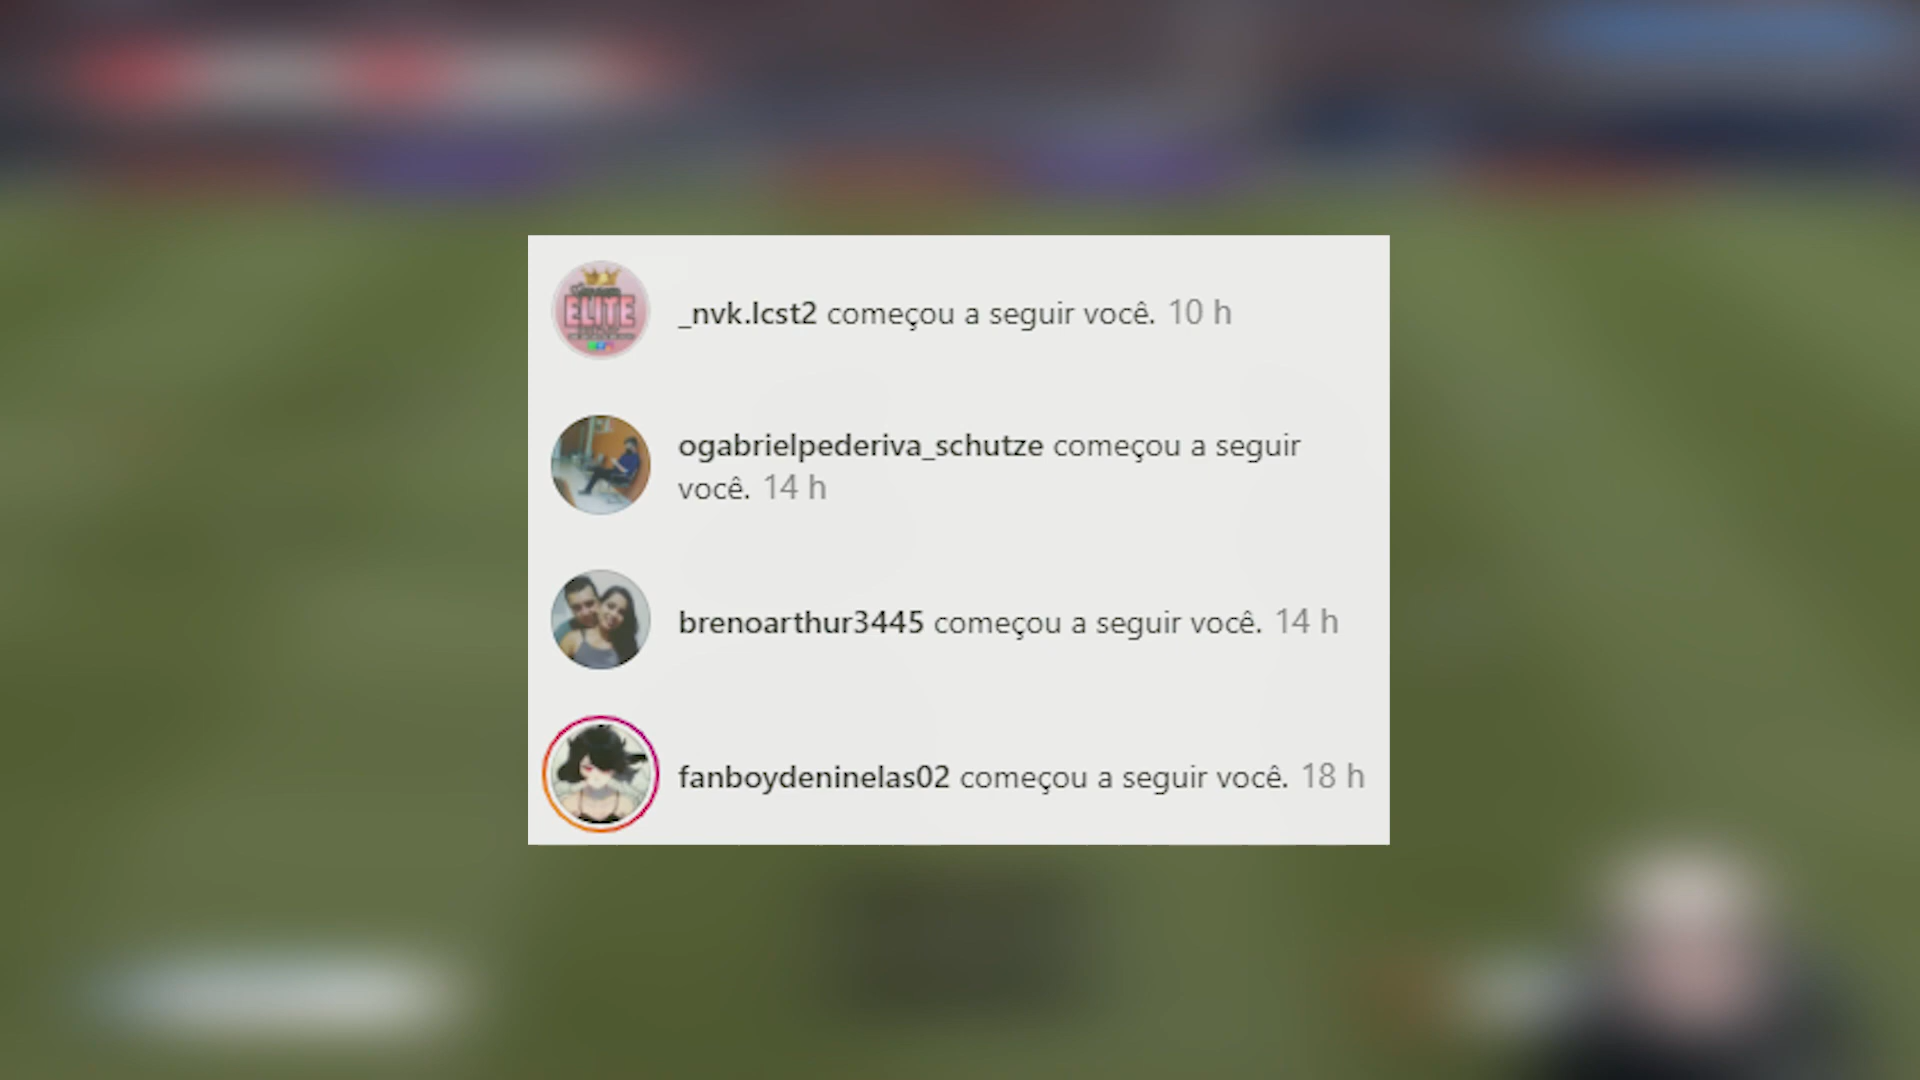 ELITE
_nvk.lcst2 começou a seguir você. 10 h
ogabrielpederiva_schutze começou a seguir
você. 14 h
brenoarthur3445 começou a seguir você. 14 h
fanboydeninelas02 começou a seguir você. 18 h